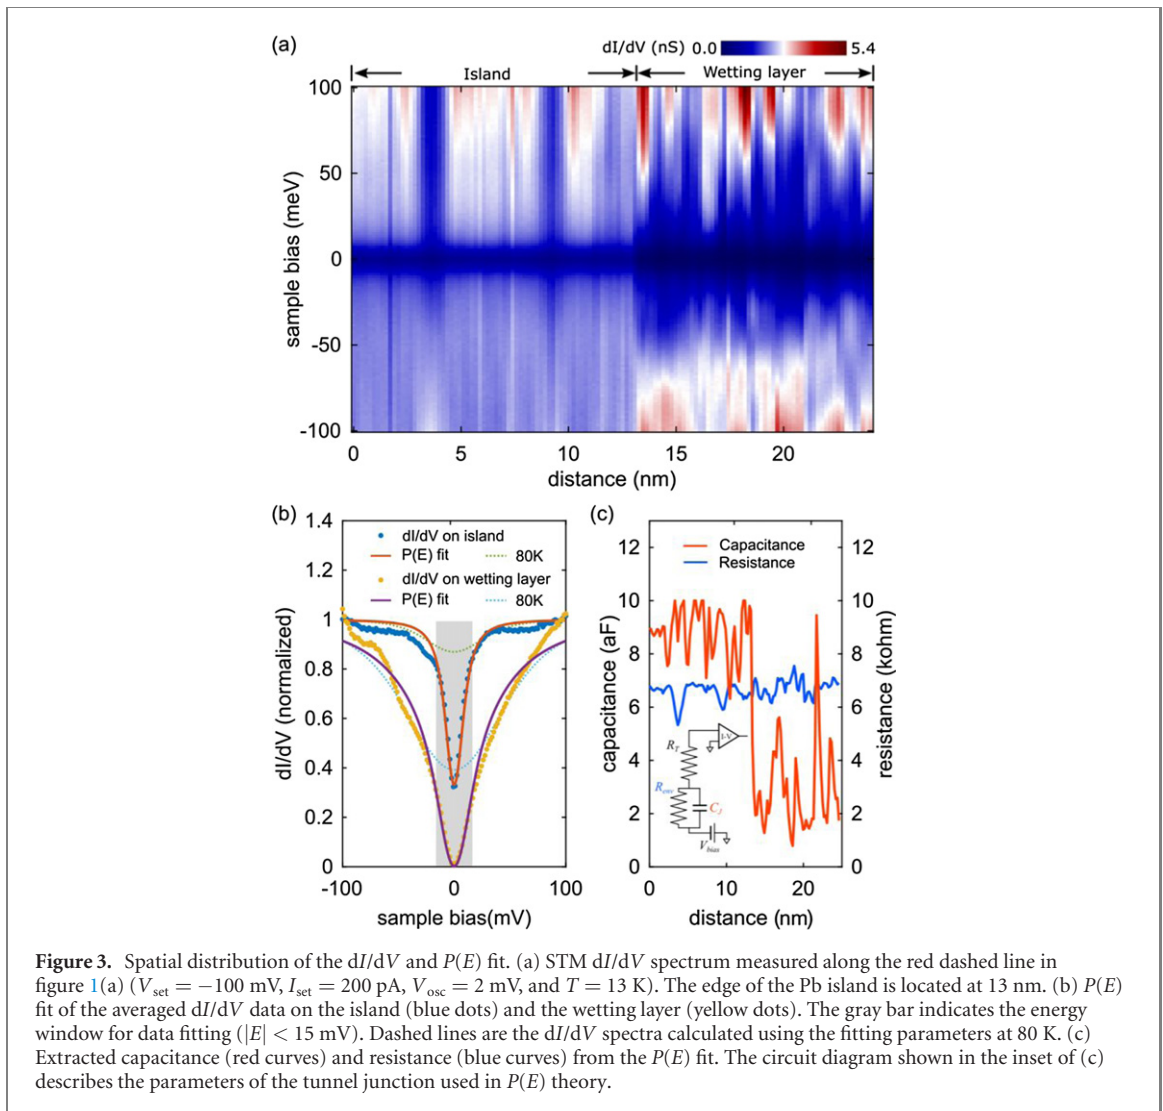 (a)
dI/dV (nS) 0.0 5.4
Island Wetting layer
100
50
0
-50
-100
sample bias (meV)
0 5 10 15 20
distance (nm)
(b)
1.4
1.2
1
0.8
0.6
0.4
0.2
0
dI/dV (normalized)
dI/dV on island
P(E) fit 80K
dI/dV on wetting layer
P(E) fit 80K
-100 0 100
sample bias(mV)
(c)
12
10
8
6
4
2
0
capacitance (aF)
Capacitance
Resistance
I-V
R_T
R_env
C_J
V_bias
12
10
8
6
4
2
0
resistance (kohm)
0 10 20
distance (nm)
Figure 3. Spatial distribution of the dI/dV and P(E) fit. (a) STM dI/dV spectrum measured along the red dashed line in
figure 1(a) (V_set = −100 mV, I_set = 200 pA, V_osc = 2 mV, and T = 13 K). The edge of the Pb island is located at 13 nm. (b) P(E)
fit of the averaged dI/dV data on the island (blue dots) and the wetting layer (yellow dots). The gray bar indicates the energy
window for data fitting (|E| < 15 mV). Dashed lines are the dI/dV spectra calculated using the fitting parameters at 80 K. (c)
Extracted capacitance (red curves) and resistance (blue curves) from the P(E) fit. The circuit diagram shown in the inset of (c)
describes the parameters of the tunnel junction used in P(E) theory.